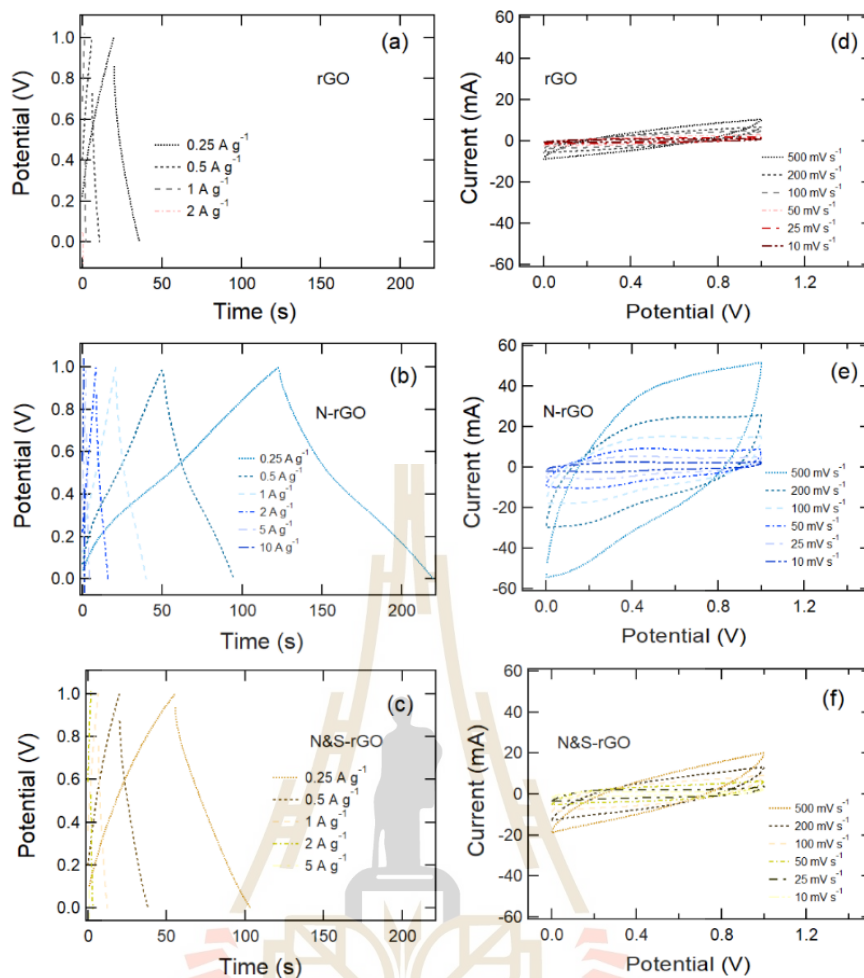 (a)
rGO
Potential (V)
1.0
0.8
0.6
0.4
0.2
0.0
0.25 A g⁻¹
0.5 A g⁻¹
1 A g⁻¹
2 A g⁻¹
0 50 100 150 200
Time (s)
(d)
rGO
Current (mA)
60
40
20
0
-20
-40
-60
500 mV s⁻¹
200 mV s⁻¹
100 mV s⁻¹
50 mV s⁻¹
25 mV s⁻¹
10 mV s⁻¹
0.0 0.4 0.8 1.2
Potential (V)
(b)
N-rGO
Potential (V)
1.0
0.8
0.6
0.4
0.2
0.0
0.25 A g⁻¹
0.5 A g⁻¹
1 A g⁻¹
2 A g⁻¹
5 A g⁻¹
10 A g⁻¹
0 50 100 150 200
Time (s)
(e)
N-rGO
Current (mA)
60
40
20
0
-20
-40
-60
500 mV s⁻¹
200 mV s⁻¹
100 mV s⁻¹
50 mV s⁻¹
25 mV s⁻¹
10 mV s⁻¹
0.0 0.4 0.8 1.2
Potential (V)
(c)
N&S-rGO
Potential (V)
1.0
0.8
0.6
0.4
0.2
0.0
0.25 A g⁻¹
0.5 A g⁻¹
1 A g⁻¹
2 A g⁻¹
5 A g⁻¹
0 50 100 150 200
Time (s)
(f)
N&S-rGO
Current (mA)
60
40
20
0
-20
-40
-60
500 mV s⁻¹
200 mV s⁻¹
100 mV s⁻¹
50 mV s⁻¹
25 mV s⁻¹
10 mV s⁻¹
0.0 0.4 0.8 1.2
Potential (V)